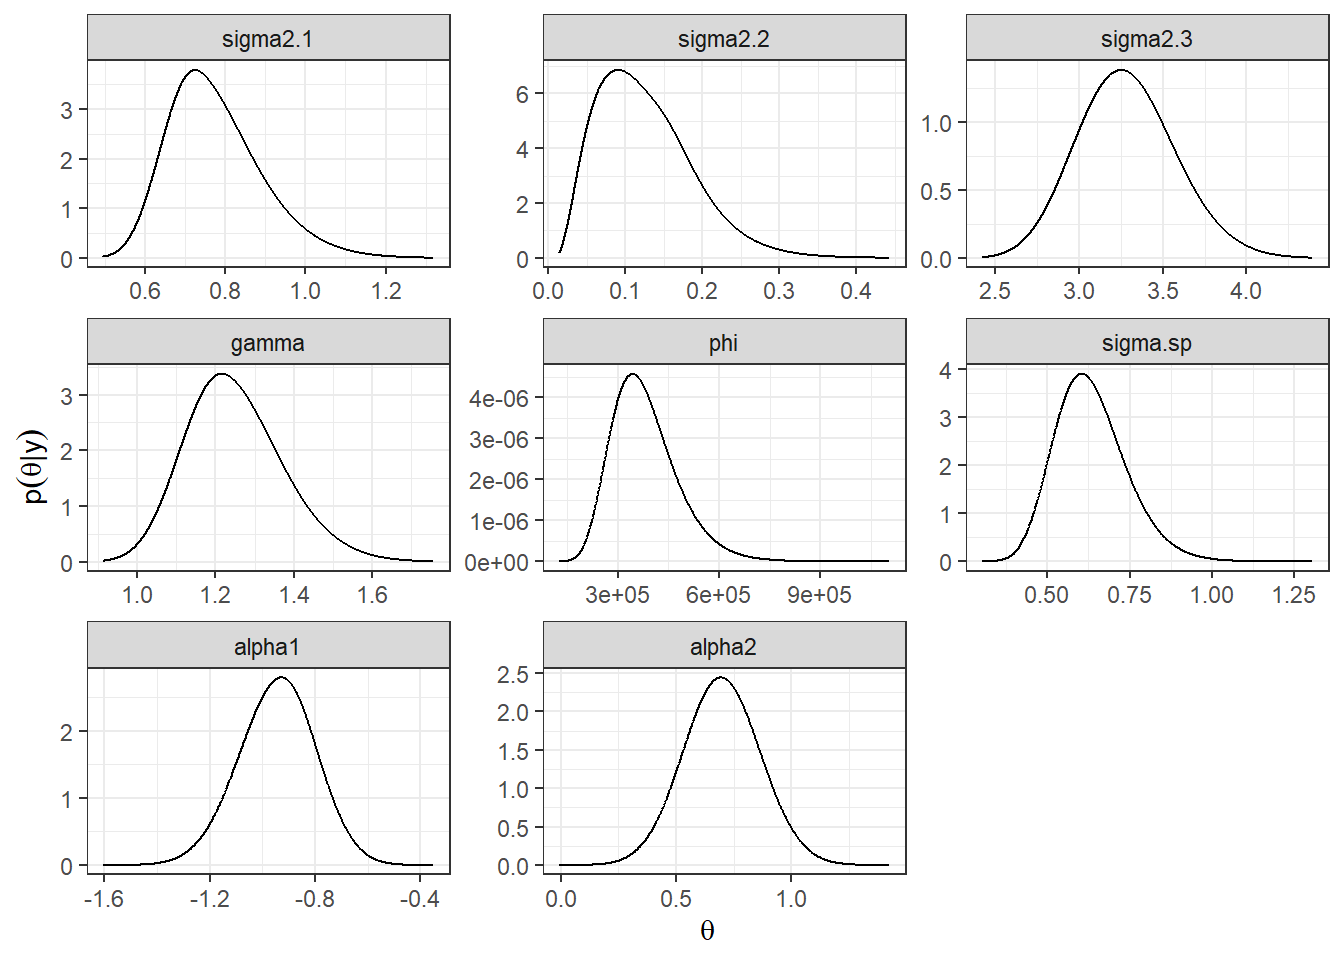 sigma2.1 sigma2.2 sigma2.3
3
2
1
0
0.6 0.8 1.0 1.2
6
4
2
0
0.0 0.1 0.2 0.3 0.4
1.0
0.5
0.0
2.5 3.0 3.5 4.0
gamma phi sigma.sp
3
2
1
0
1.0 1.2 1.4 1.6
4e-06
3e-06
2e-06
1e-06
0e+00
3e+05 6e+05 9e+05
4
3
2
1
0
0.50 0.75 1.00 1.25
p(θ|y)
alpha1 alpha2
2
1
0
-1.6 -1.2 -0.8 -0.4
2.5
2.0
1.5
1.0
0.5
0.0
0.0 0.5 1.0
θ